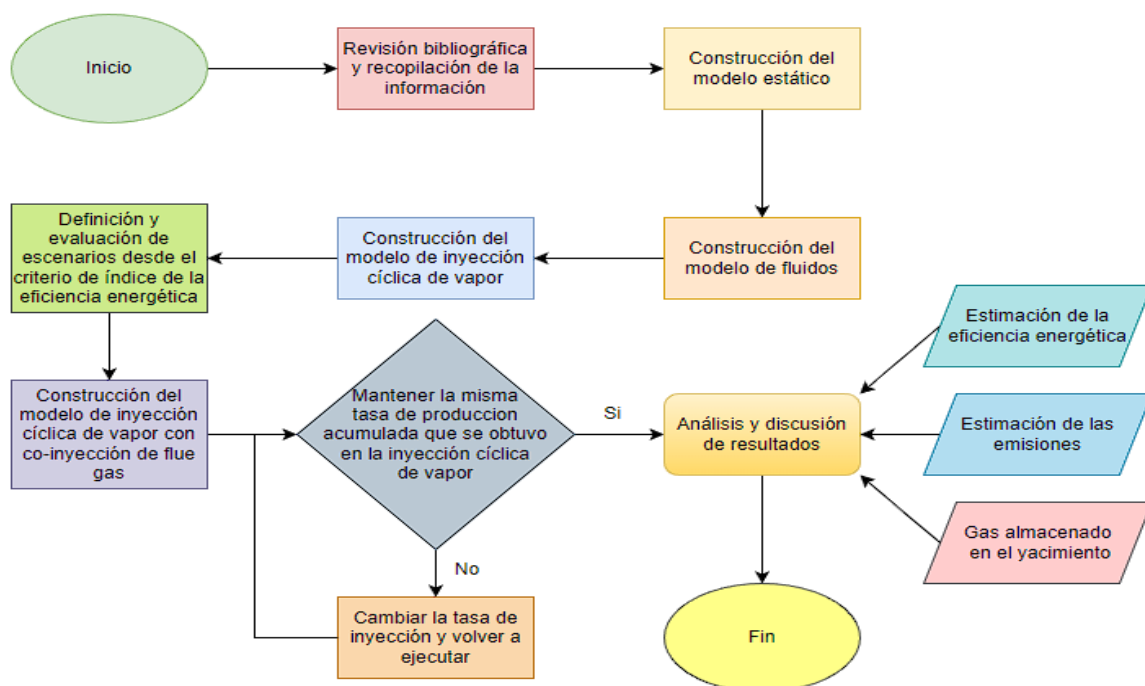 Inicio
Revisión bibliográfica
y recopilación de la
información
Construcción del
modelo estático
Definición y
evaluación de
escenarios desde el
criterio de índice de la
eficiencia energética
Construcción del
modelo de inyección
cíclica de vapor
Construcción del
modelo de fluidos
Estimación de la
eficiencia energética
Construcción del
modelo de inyección
cíclica de vapor con
co-inyección de flue
gas
Mantener la misma
tasa de produccion
acumulada que se obtuvo
en la inyección cíclica
de vapor
Si
Análisis y discusión
de resultados
Estimación de las
emisiones
Gas almacenado
en el yacimiento
No
Cambiar la tasa de
inyección y volver a
ejecutar
Fin